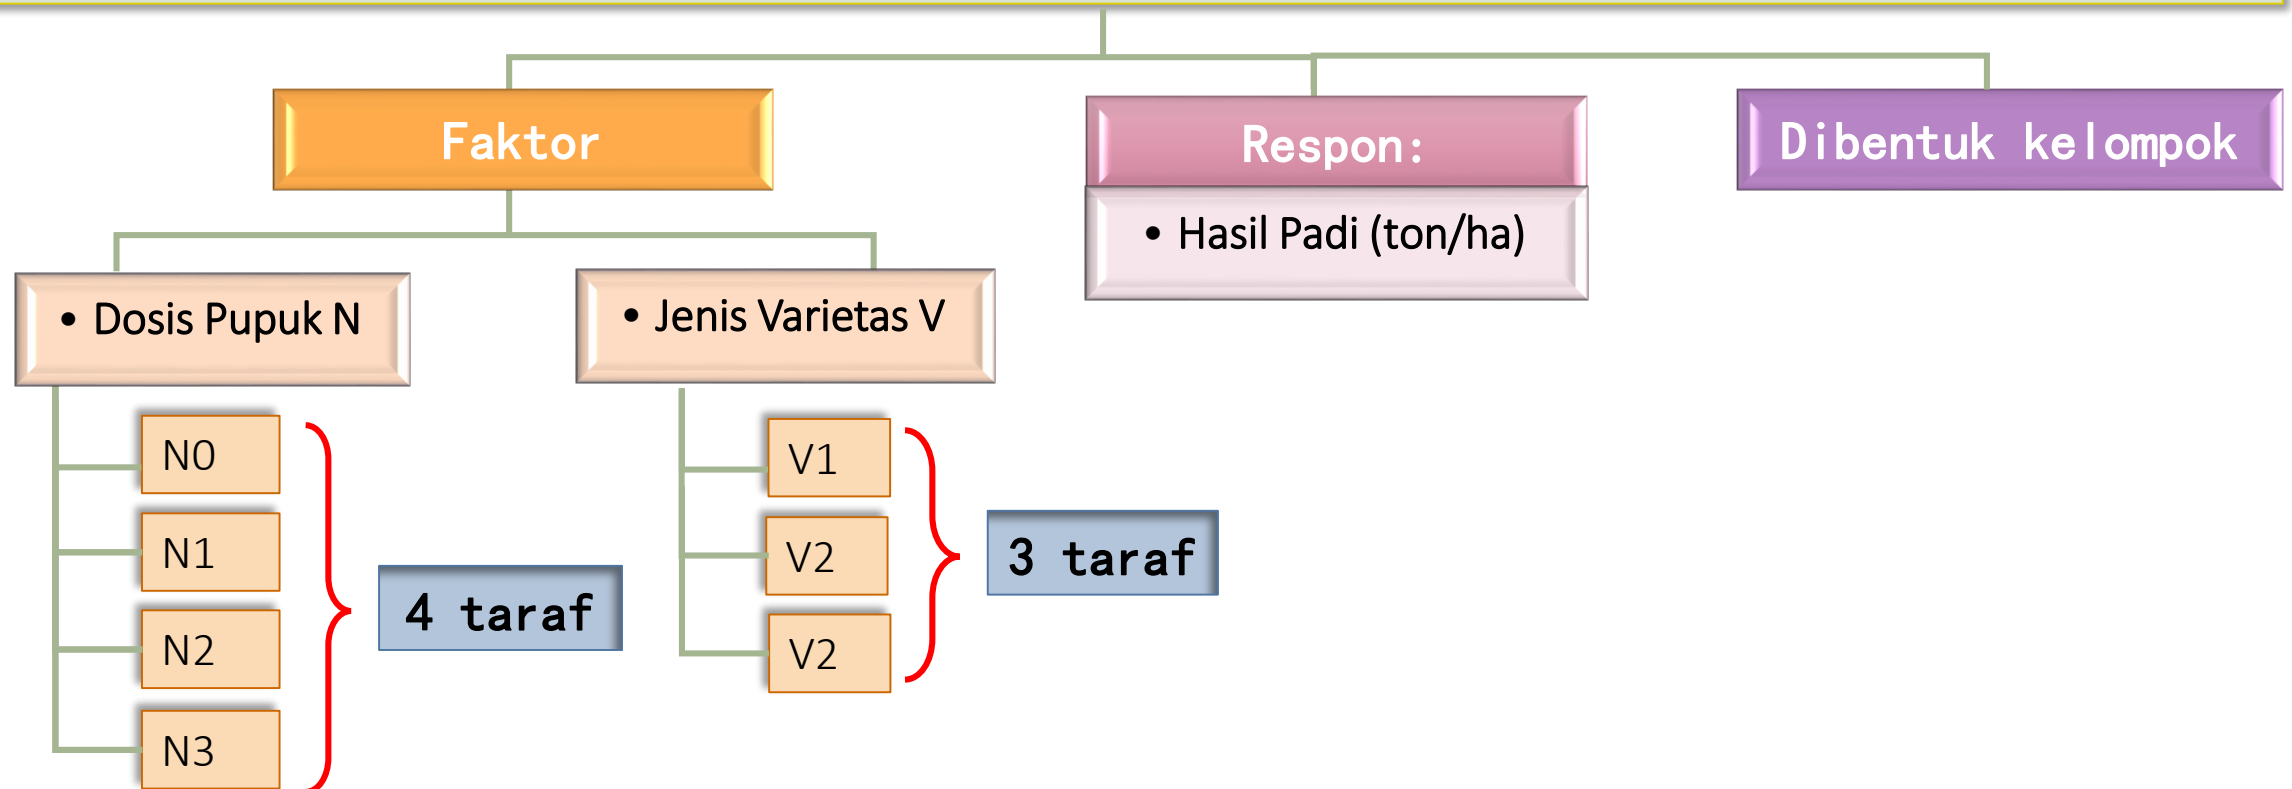 Faktor
Respon:
Dibentuk kelompok
• Hasil Padi (ton/ha)
• Dosis Pupuk N
• Jenis Varietas V
N0
N1
N2
N3
4 taraf
V1
V2
V2
3 taraf